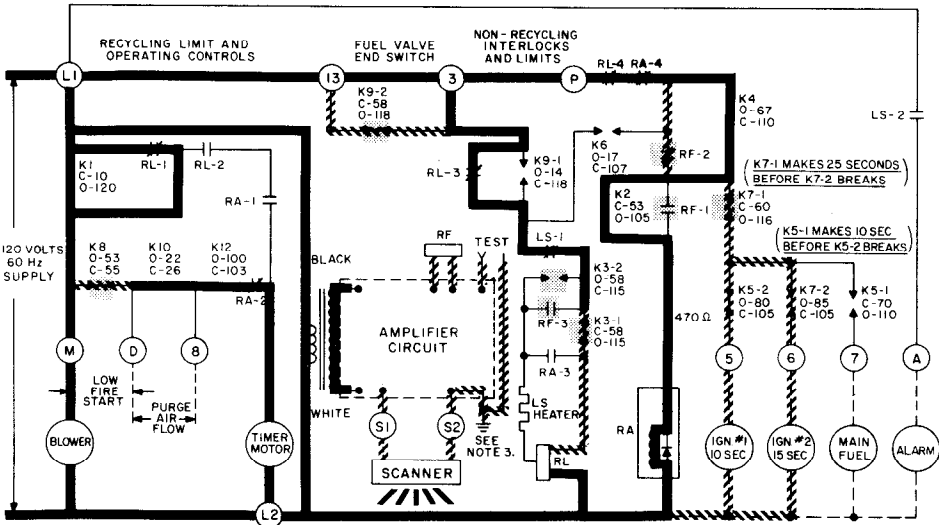 RECYCLING LIMIT AND
OPERATING CONTROLS
FUEL VALVE
END SWITCH
NON-RECYCLING
INTERLOCKS
AND LIMITS
L1
13
3
P
RL-4 RA-4
K9-2
C-58
O-118
K4
O-67
C-110
LS-2
K1
C-10
O-120
RL-1
RL-2
RA-1
RL-3
K9-1
O-14
C-118
K6
O-17
C-107
RF-2
(K7-1 MAKES 25 SECONDS
BEFORE K7-2 BREAKS)
K2
C-53
O-105
RF-1
K7-1
C-60
O-116
120 VOLTS
60 Hz
SUPPLY
K8
O-53
C-55
K10
O-22
C-26
K12
O-100
C-103
RA-2
BLACK
RF
TEST
LS-1
(K5-1 MAKES 10 SEC
BEFORE K5-2 BREAKS)
K3-2
O-58
C-115
K5-2
O-80
C-105
K7-2
O-85
C-105
K5-1
C-70
O-110
AMPLIFIER
CIRCUIT
RF-3
K3-1
C-58
O-115
470Ω
M
D
8
RA-3
5
6
7
A
LOW
FIRE
START
PURGE
AIR
FLOW
WHITE
S1
S2
LS
HEATER
RA
BLOWER
TIMER
MOTOR
SEE
NOTE 3.
SCANNER
RL
IGN #1
10 SEC
IGN #2
15 SEC
MAIN
FUEL
ALARM
L2